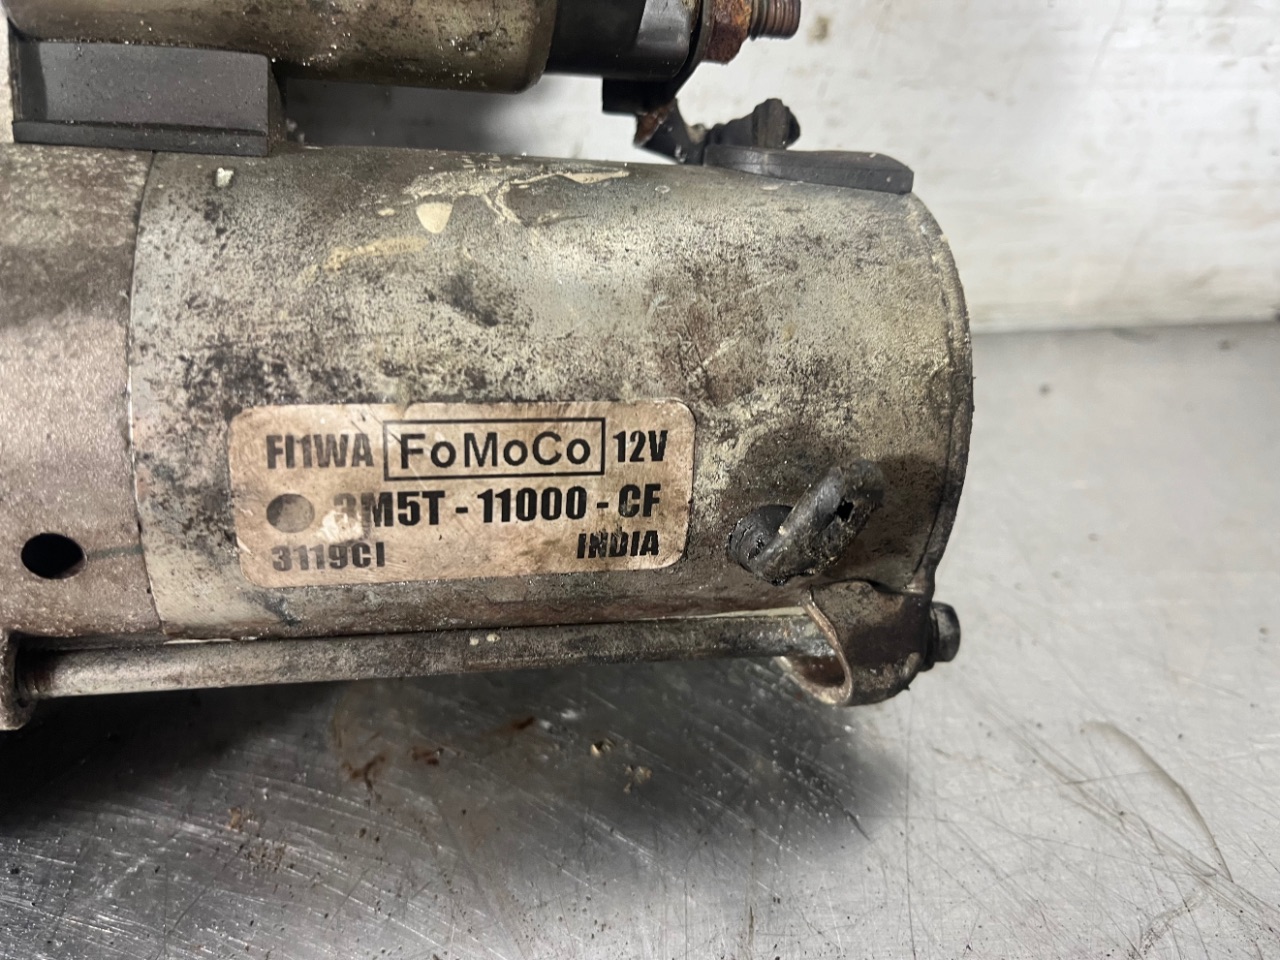 FI1WA FoMoCo 12V
3M5T - 11000 - CF
3119CI INDIA